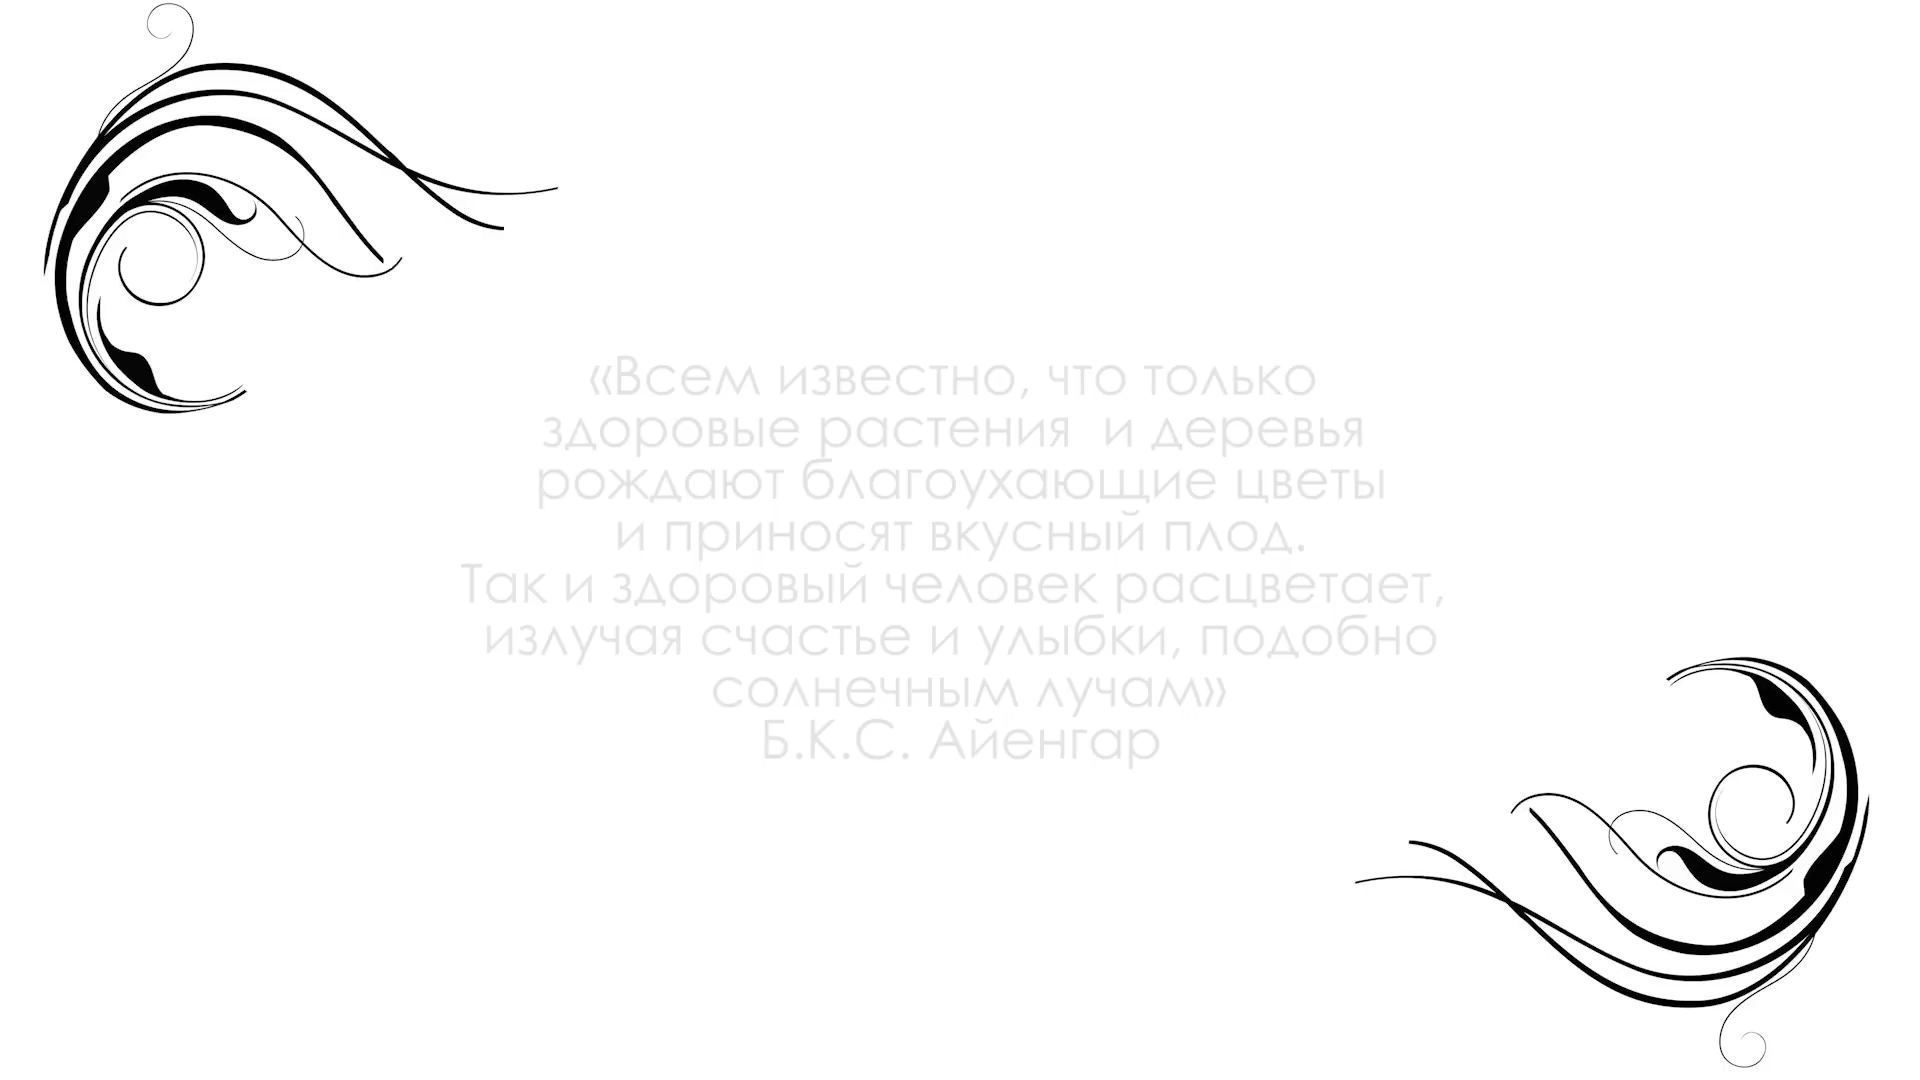 «Всем известно, что только
здоровые растения  и деревья
рождают благоухающие цветы
и приносят вкусный плод.
Так и здоровый человек расцветает,
излучая счастье и улыбки, подобно
солнечным лучам»
Б.К.С. Айенгар